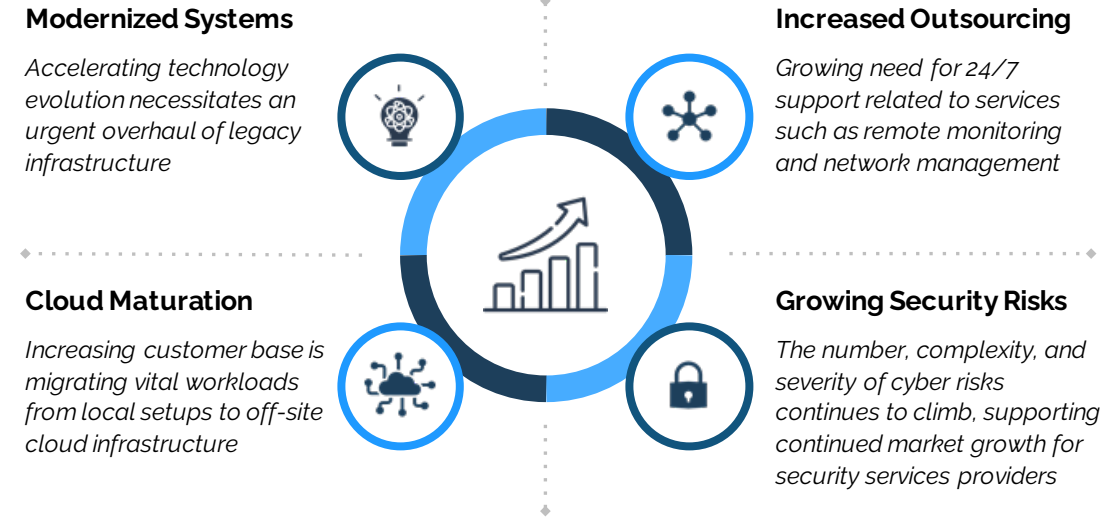 Modernized Systems
Accelerating technology
evolution necessitates an
urgent overhaul of legacy
infrastructure
Increased Outsourcing
Growing need for 24/7
support related to services
such as remote monitoring
and network management
Cloud Maturation
Increasing customer base is
migrating vital workloads
from local setups to off-site
cloud infrastructure
Growing Security Risks
The number, complexity, and
severity of cyber risks
continues to climb, supporting
continued market growth for
security services providers